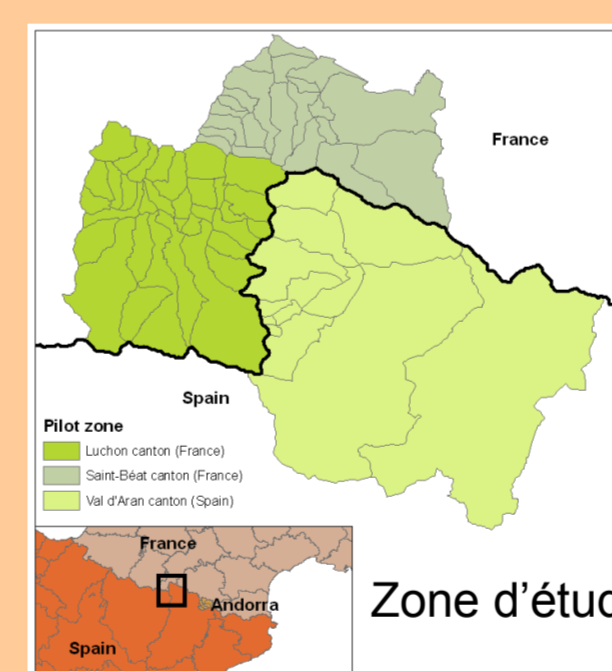 France
Spain
Pilot zone
Luchon canton (France)
Saint-Béat canton (France)
Val d'Aran canton (Spain)
France
Andorra
Spain
Zone d'étud